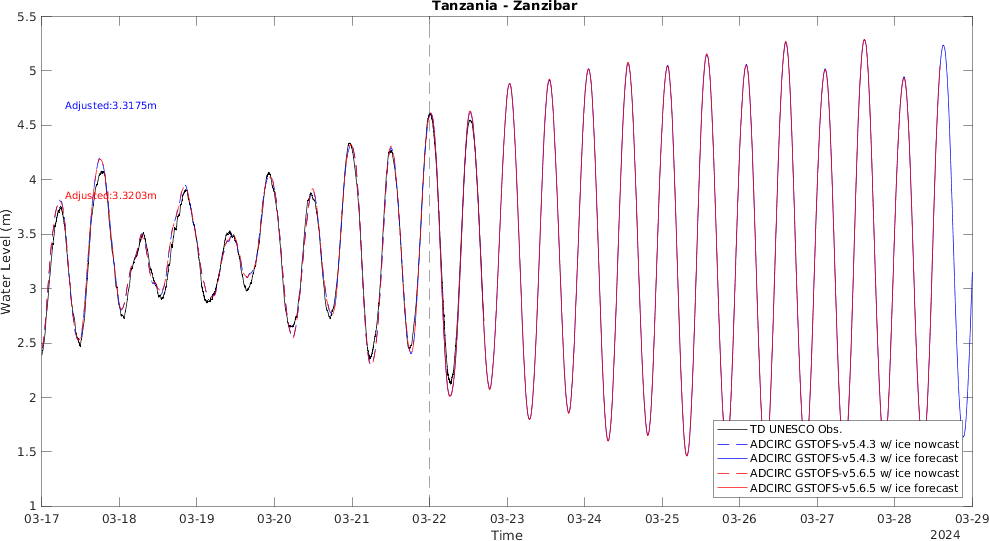 Tanzania - Zanzibar
5.5
5
4.5
4
3.5
3
2.5
2
1.5
1
Water Level (m)
Adjusted:3.3175m
Adjusted:3.3203m
TD UNESCO Obs.
ADCIRC GSTOFS-v5.4.3 w/ ice nowcast
ADCIRC GSTOFS-v5.4.3 w/ ice forecast
ADCIRC GSTOFS-v5.6.5 w/ ice nowcast
ADCIRC GSTOFS-v5.6.5 w/ ice forecast
03-17 03-18 03-19 03-20 03-21 03-22 03-23 03-24 03-25 03-26 03-27 03-28 03-29
Time
2024